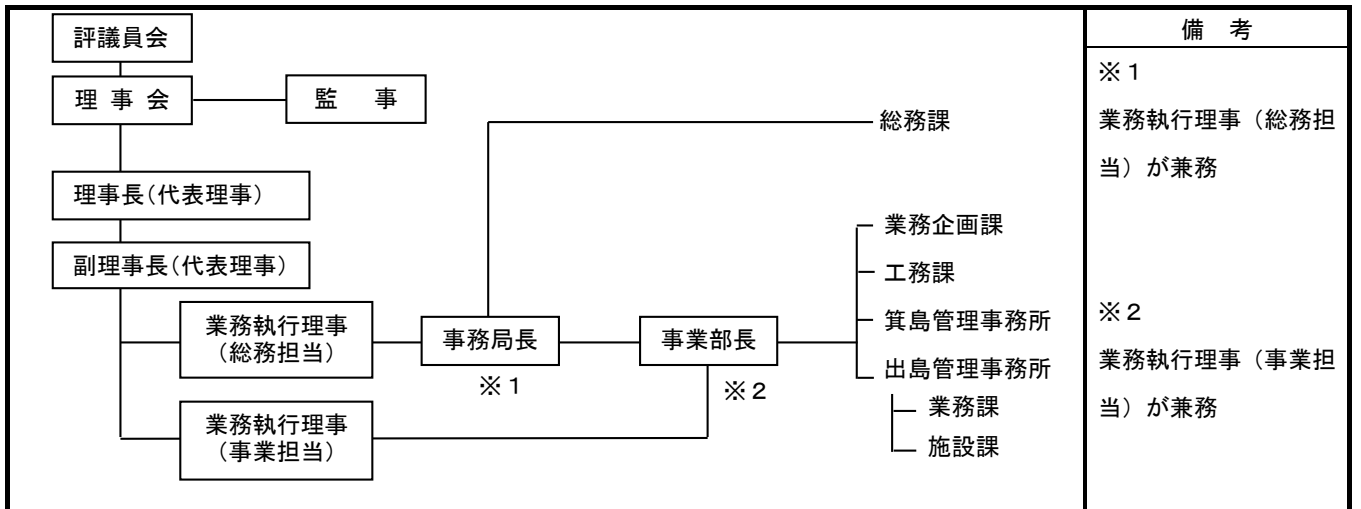 評議員会
理事会
監　事
理事長（代表理事）
副理事長（代表理事）
業務執行理事
（総務担当）
事務局長
※１
事業部長
※２
業務執行理事
（事業担当）
総務課
業務企画課
工務課
箕島管理事務所
出島管理事務所
業務課
施設課
備　考
※１
業務執行理事（総務担
当）が兼務
※２
業務執行理事（事業担
当）が兼務